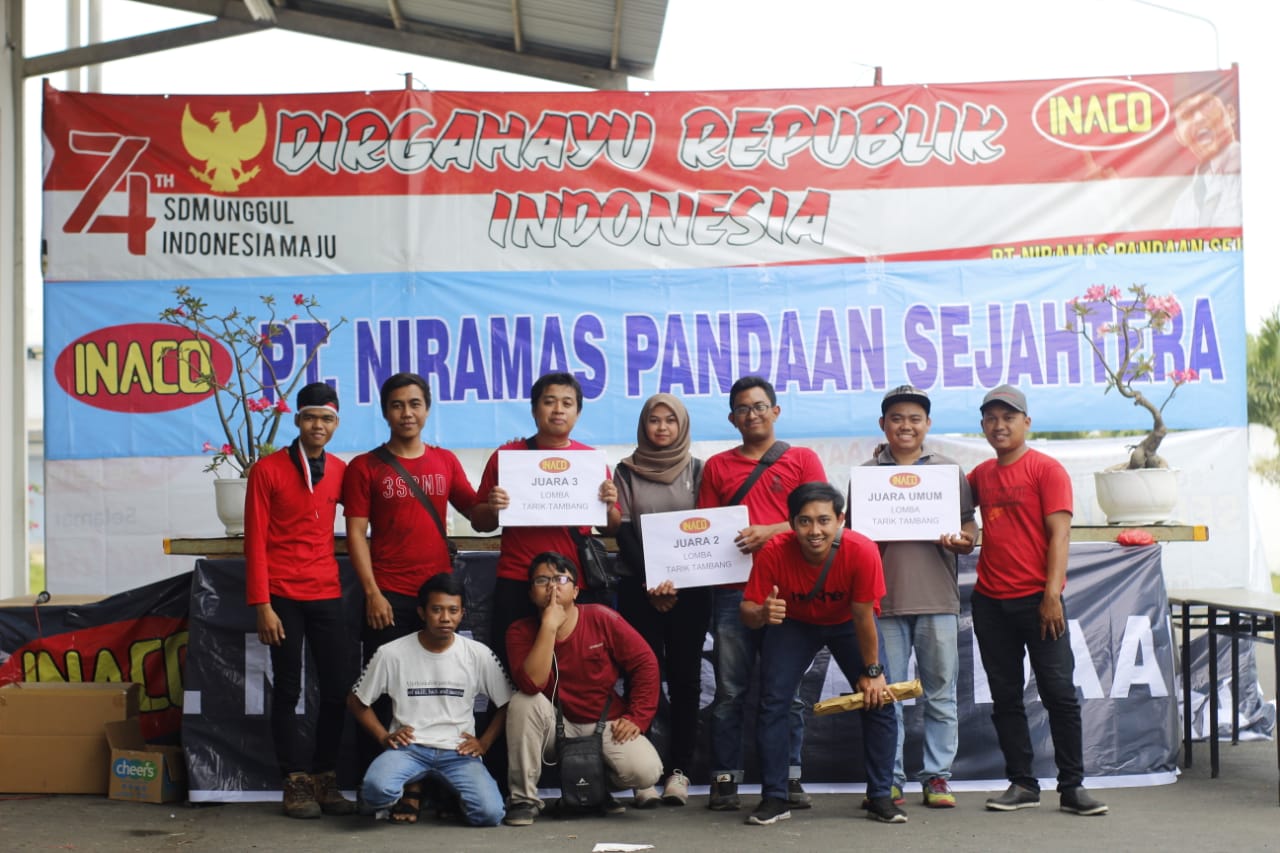 DIRGAHAYU REPUBLIK
INDONESIA
INACO
74TH
SDM UNGGUL
INDONESIA MAJU
PT. NIRAMAS PANDAAN SEJ
INACO
PT. NIRAMAS PANDAAN SEJAHTERA
INACO
JUARA 3
LOMBA
TARIK TAMBANG
INACO
JUARA 2
LOMBA
TARIK TAMBANG
INACO
JUARA UMUM
LOMBA
TARIK TAMBANG
3SCND
INACO
cheers